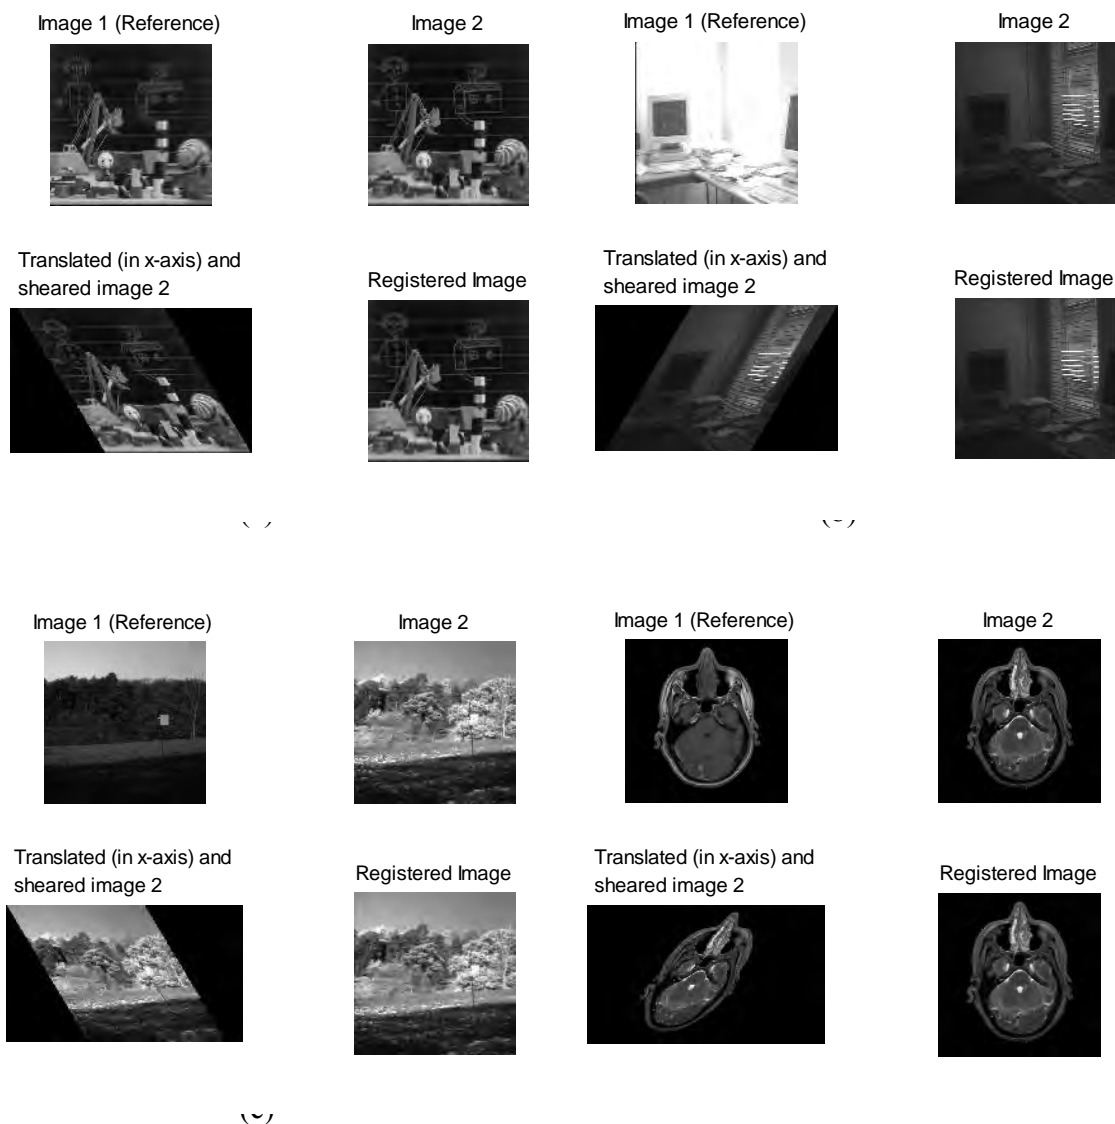 Image 1 (Reference)
Image 2
Translated (in x-axis) and
sheared image 2
Registered Image
Image 1 (Reference)
Image 2
Translated (in x-axis) and
sheared image 2
Registered Image
Image 1 (Reference)
Image 2
Translated (in x-axis) and
sheared image 2
Registered Image
Image 1 (Reference)
Image 2
Translated (in x-axis) and
sheared image 2
Registered Image